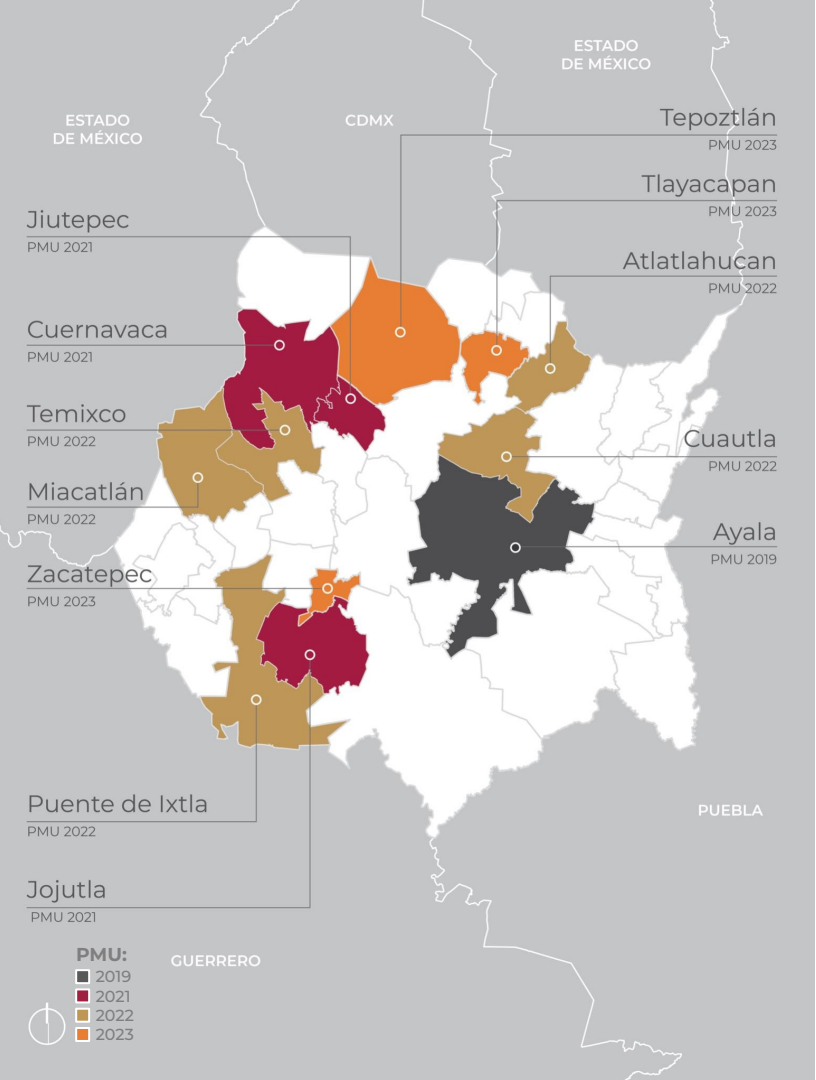 ESTADO
DE MÉXICO
ESTADO
DE MÉXICO
CDMX
Tepoztlán
PMU 2023
Tlayacapan
PMU 2023
Jiutepec
PMU 2021
Atlatlahucan
PMU 2022
Cuernavaca
PMU 2021
Temixco
PMU 2022
Cuautla
PMU 2022
Miacatlán
PMU 2022
Ayala
PMU 2019
Zacatepec
PMU 2023
Puente de Ixtla
PMU 2022
PUEBLA
Jojutla
PMU 2021
GUERRERO
PMU:
2019
2021
2022
2023